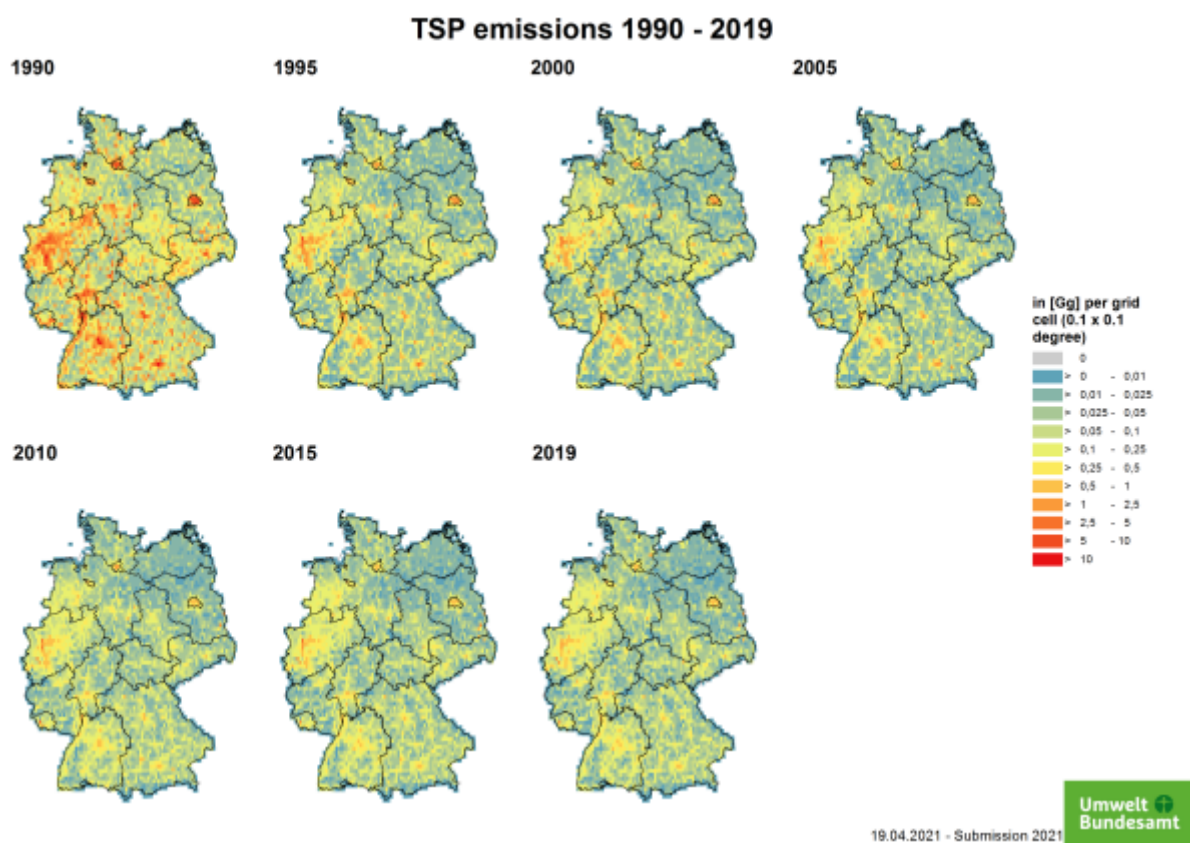 TSP emissions 1990 - 2019
1990
1995
2000
2005
in [Gg] per grid
cell (0.1 x 0.1
degree)
0
> 0 - 0,01
> 0,01 - 0,025
> 0,025 - 0,05
> 0,05 - 0,1
> 0,1 - 0,25
> 0,25 - 0,5
> 0,5 - 1
> 1 - 2,5
> 2,5 - 5
> 5 - 10
> 10
2010
2015
2019
Umwelt
Bundesamt
19.04.2021 - Submission 2021